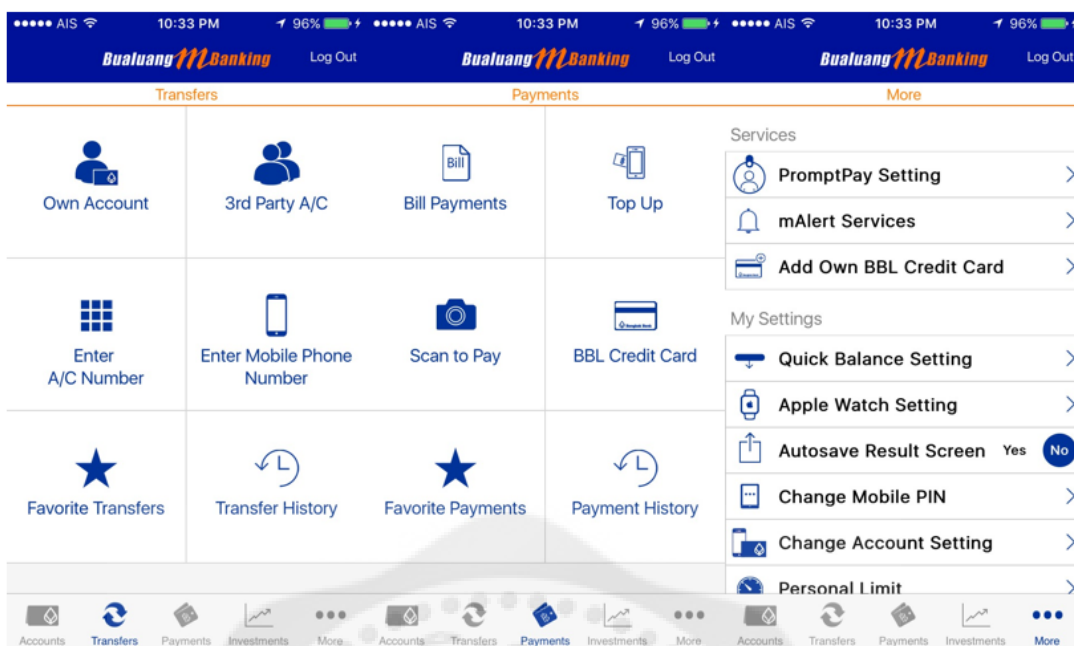 AIS 10:33 PM 96%
Bualuang mBanking Log Out
Transfers
Own Account
3rd Party A/C
Enter
A/C Number
Enter Mobile Phone
Number
Favorite Transfers
Transfer History
Accounts Transfers Payments Investments More
AIS 10:33 PM 96%
Bualuang mBanking Log Out
Payments
Bill
Bill Payments
Top Up
Scan to Pay
Bangkok Bank
BBL Credit Card
Favorite Payments
Payment History
Accounts Transfers Payments Investments More
AIS 10:33 PM 96%
Bualuang mBanking Log Out
More
Services
PromptPay Setting
mAlert Services
Add Own BBL Credit Card
My Settings
Quick Balance Setting
Apple Watch Setting
Autosave Result Screen Yes No
Change Mobile PIN
Change Account Setting
Personal Limit
Accounts Transfers Payments Investments More